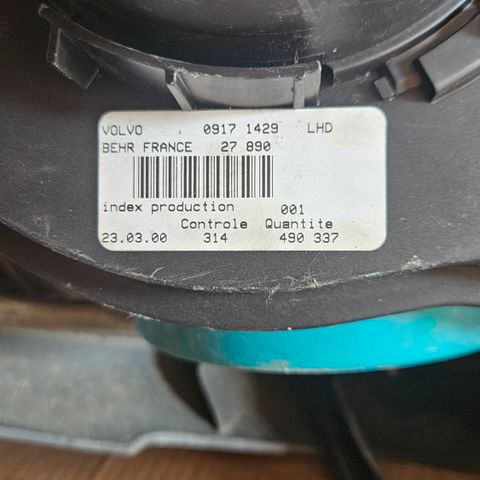 VOLVO 0917 1429 LHD
BEHR FRANCE 27 890
index production 001
Controle Quantite
23.03.00 314 490 337